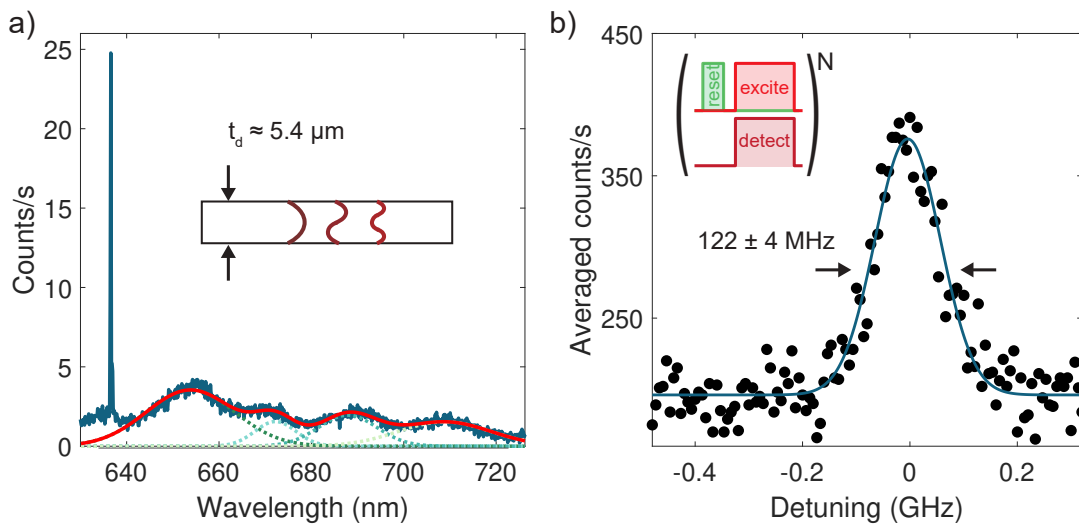 a)
25
20
15
10
5
0
Counts/s
t_d ≈ 5.4 μm
640
660
680
700
720
Wavelength (nm)
b)
450
350
250
Averaged counts/s
reset
excite
detect
N
122 ± 4 MHz
-0.4
-0.2
0
0.2
Detuning (GHz)